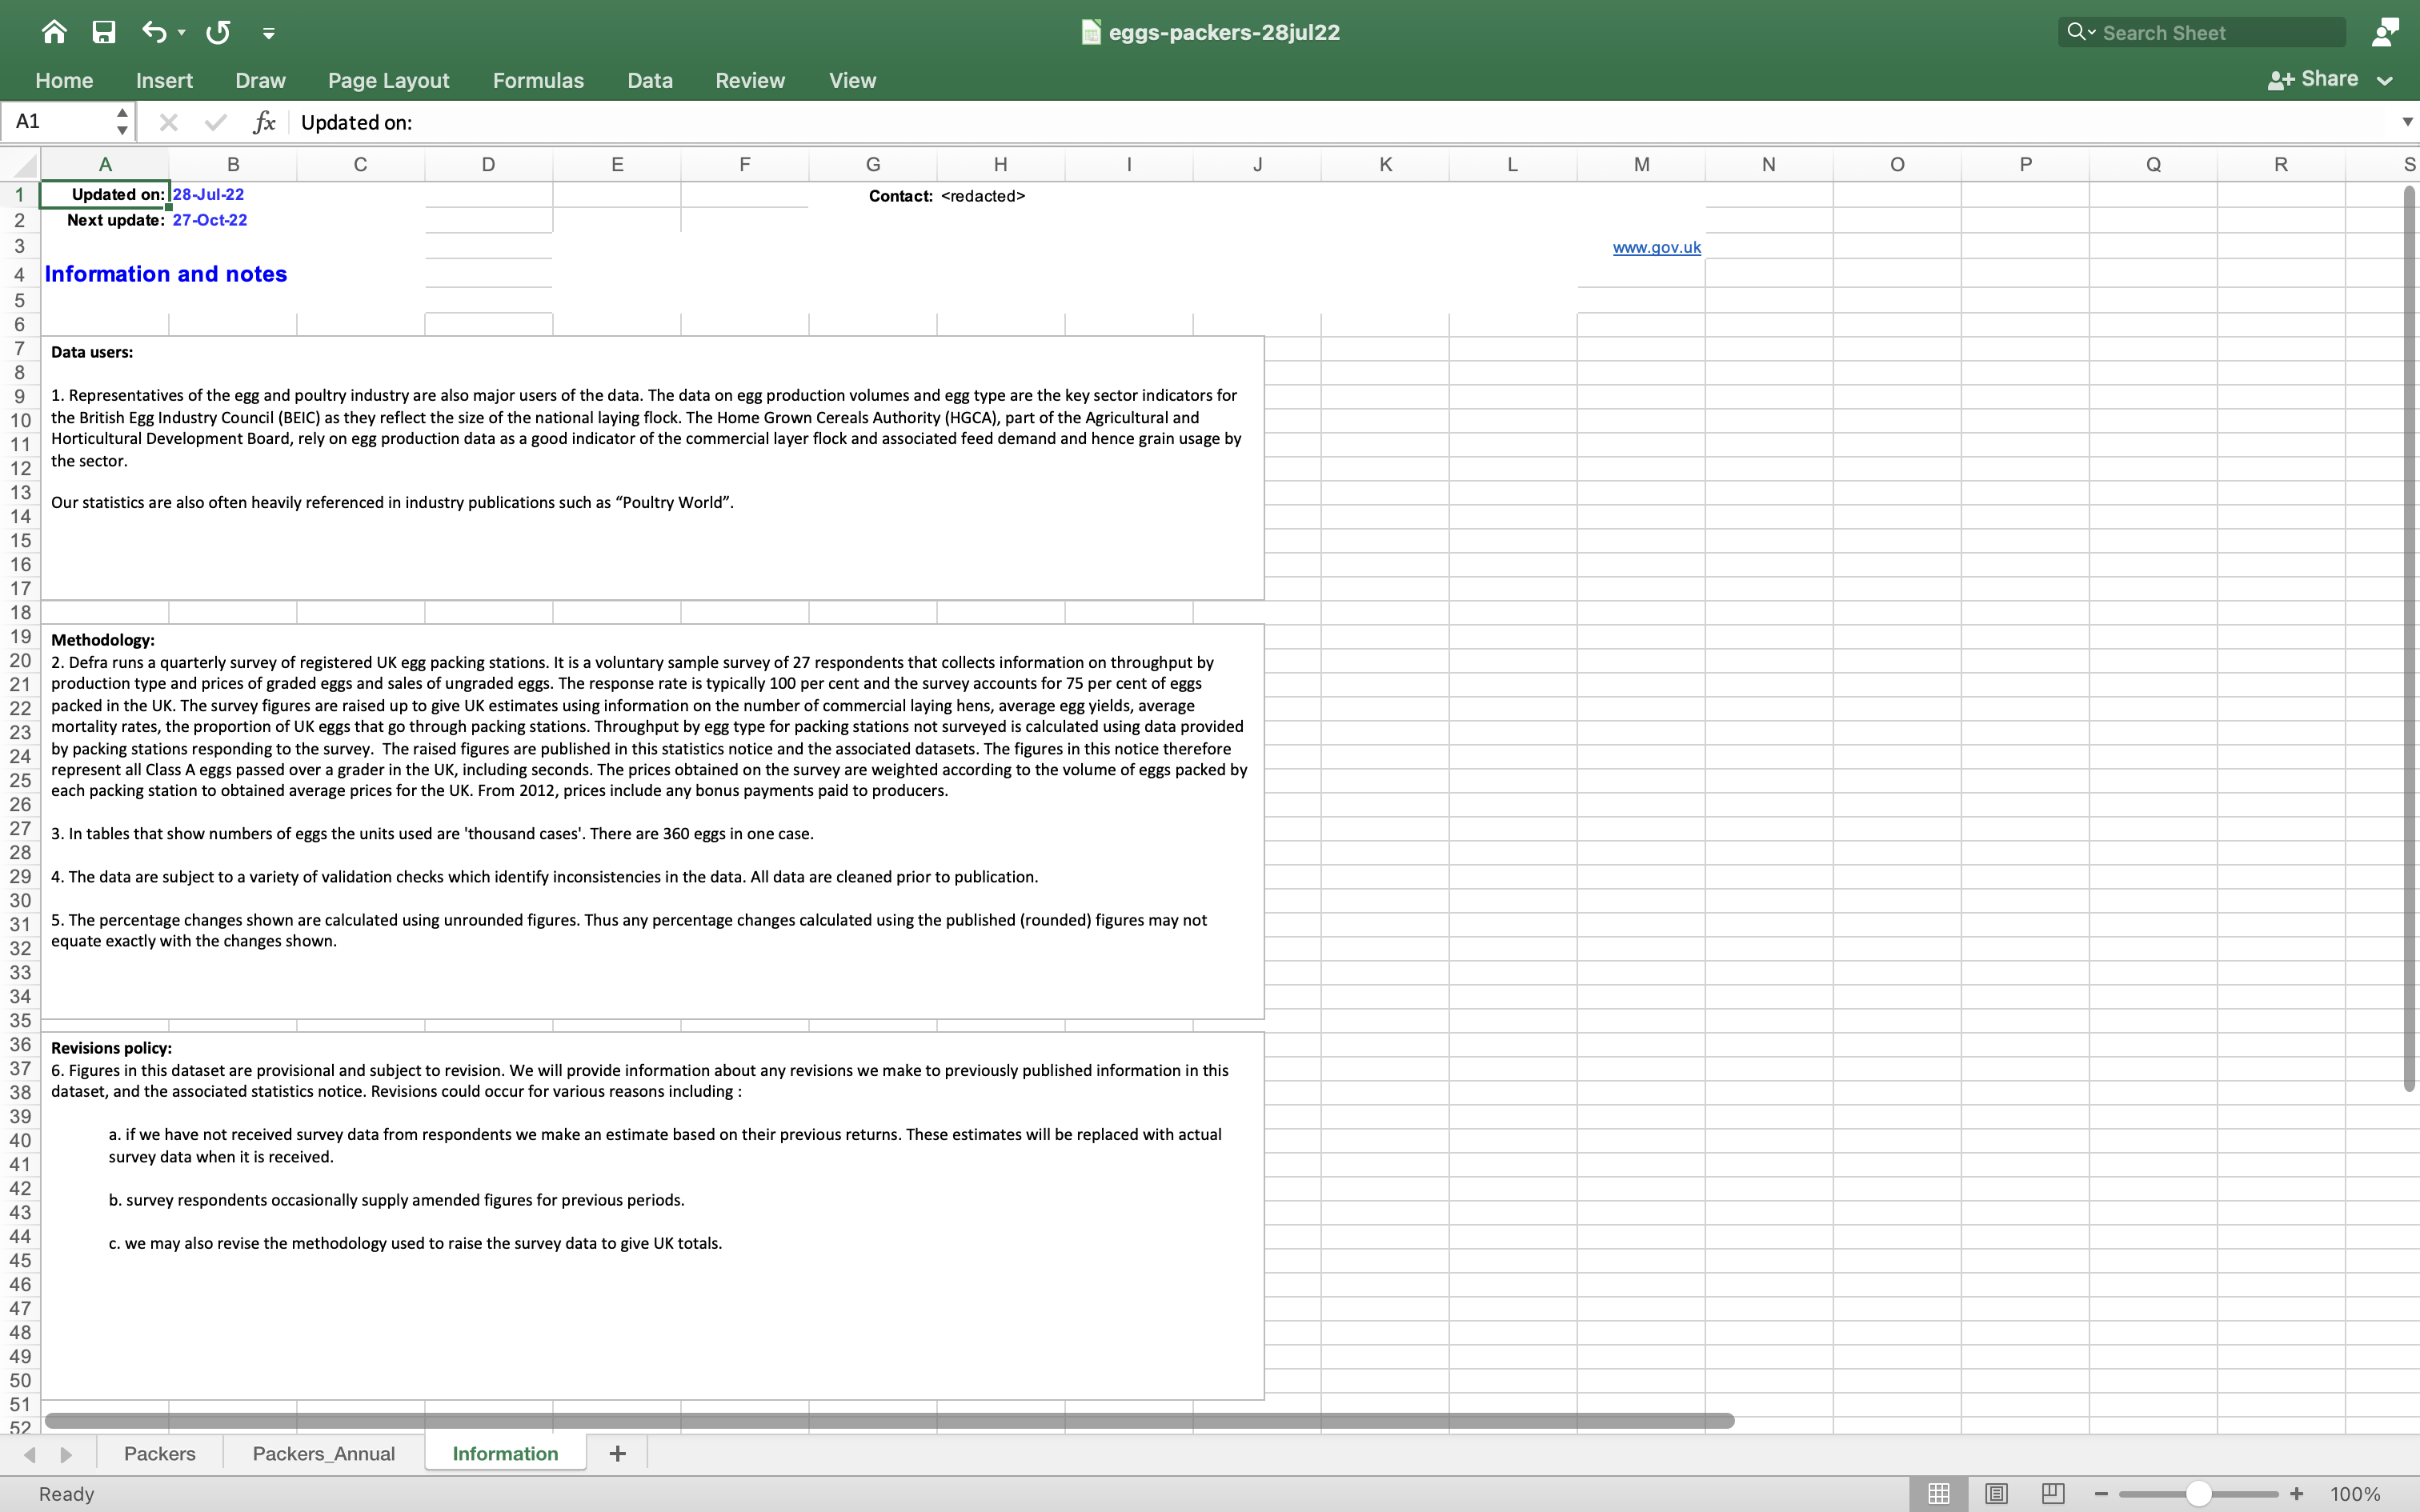 eggs-packers-28jul22
Search Sheet
Home Insert Draw Page Layout Formulas Data Review View
Share
A1
fx
Updated on:
A B C D E F G H I J K L M N O P Q R S
1 Updated on: 28-Jul-22 Contact: <redacted>
2 Next update: 27-Oct-22
3 www.gov.uk
4 Information and notes
5
6
7
8
9
10
11
12
13
14
15
16
17
18
19
20
21
22
23
24
25
26
27
28
29
30
31
32
33
34
35
36
37
38
39
40
41
42
43
44
45
46
47
48
49
50
51
52
Data users:
1. Representatives of the egg and poultry industry are also major users of the data. The data on egg production volumes and egg type are the key sector indicators for
the British Egg Industry Council (BEIC) as they reflect the size of the national laying flock. The Home Grown Cereals Authority (HGCA), part of the Agricultural and
Horticultural Development Board, rely on egg production data as a good indicator of the commercial layer flock and associated feed demand and hence grain usage by
the sector.
Our statistics are also often heavily referenced in industry publications such as “Poultry World”.
Methodology:
2. Defra runs a quarterly survey of registered UK egg packing stations. It is a voluntary sample survey of 27 respondents that collects information on throughput by
production type and prices of graded eggs and sales of ungraded eggs. The response rate is typically 100 per cent and the survey accounts for 75 per cent of eggs
packed in the UK. The survey figures are raised up to give UK estimates using information on the number of commercial laying hens, average egg yields, average
mortality rates, the proportion of UK eggs that go through packing stations. Throughput by egg type for packing stations not surveyed is calculated using data provided
by packing stations responding to the survey.  The raised figures are published in this statistics notice and the associated datasets. The figures in this notice therefore
represent all Class A eggs passed over a grader in the UK, including seconds. The prices obtained on the survey are weighted according to the volume of eggs packed by
each packing station to obtained average prices for the UK. From 2012, prices include any bonus payments paid to producers.
3. In tables that show numbers of eggs the units used are 'thousand cases'. There are 360 eggs in one case.
4. The data are subject to a variety of validation checks which identify inconsistencies in the data. All data are cleaned prior to publication.
5. The percentage changes shown are calculated using unrounded figures. Thus any percentage changes calculated using the published (rounded) figures may not
equate exactly with the changes shown.
Revisions policy:
6. Figures in this dataset are provisional and subject to revision. We will provide information about any revisions we make to previously published information in this
dataset, and the associated statistics notice. Revisions could occur for various reasons including :
a. if we have not received survey data from respondents we make an estimate based on their previous returns. These estimates will be replaced with actual
survey data when it is received.
b. survey respondents occasionally supply amended figures for previous periods.
c. we may also revise the methodology used to raise the survey data to give UK totals.
Packers Packers_Annual Information +
Ready
100%